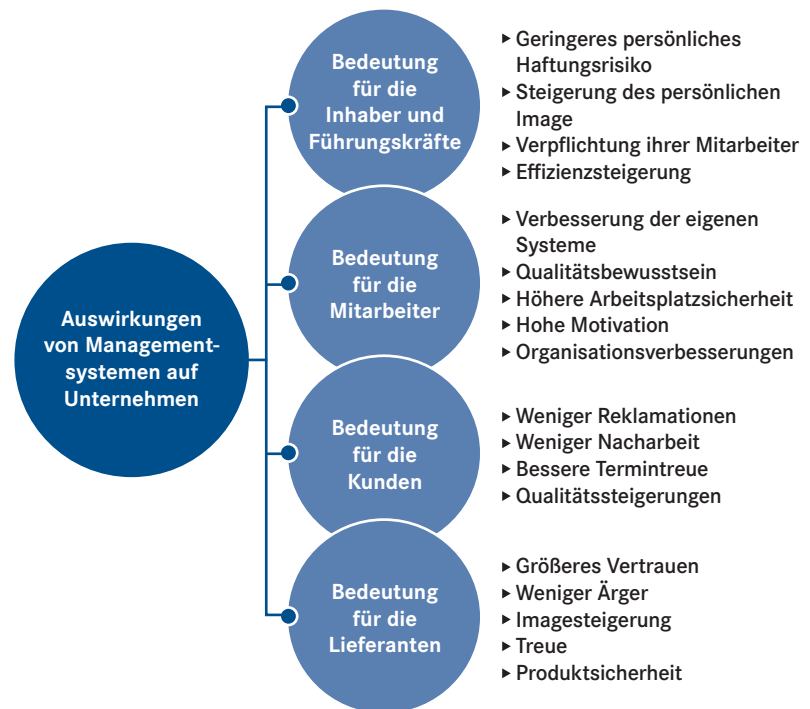 Auswirkungen
von Management-
systemen auf
Unternehmen
Bedeutung
für die
Inhaber und
Führungskräfte
▸ Geringeres persönliches
Haftungsrisiko
▸ Steigerung des persönlichen
Image
▸ Verpflichtung ihrer Mitarbeiter
▸ Effizienzsteigerung
Bedeutung
für die
Mitarbeiter
▸ Verbesserung der eigenen
Systeme
▸ Qualitätsbewusstsein
▸ Höhere Arbeitsplatzsicherheit
▸ Hohe Motivation
▸ Organisationsverbesserungen
Bedeutung
für die
Kunden
▸ Weniger Reklamationen
▸ Weniger Nacharbeit
▸ Bessere Termintreue
▸ Qualitätssteigerungen
Bedeutung
für die
Lieferanten
▸ Größeres Vertrauen
▸ Weniger Ärger
▸ Imagesteigerung
▸ Treue
▸ Produktsicherheit